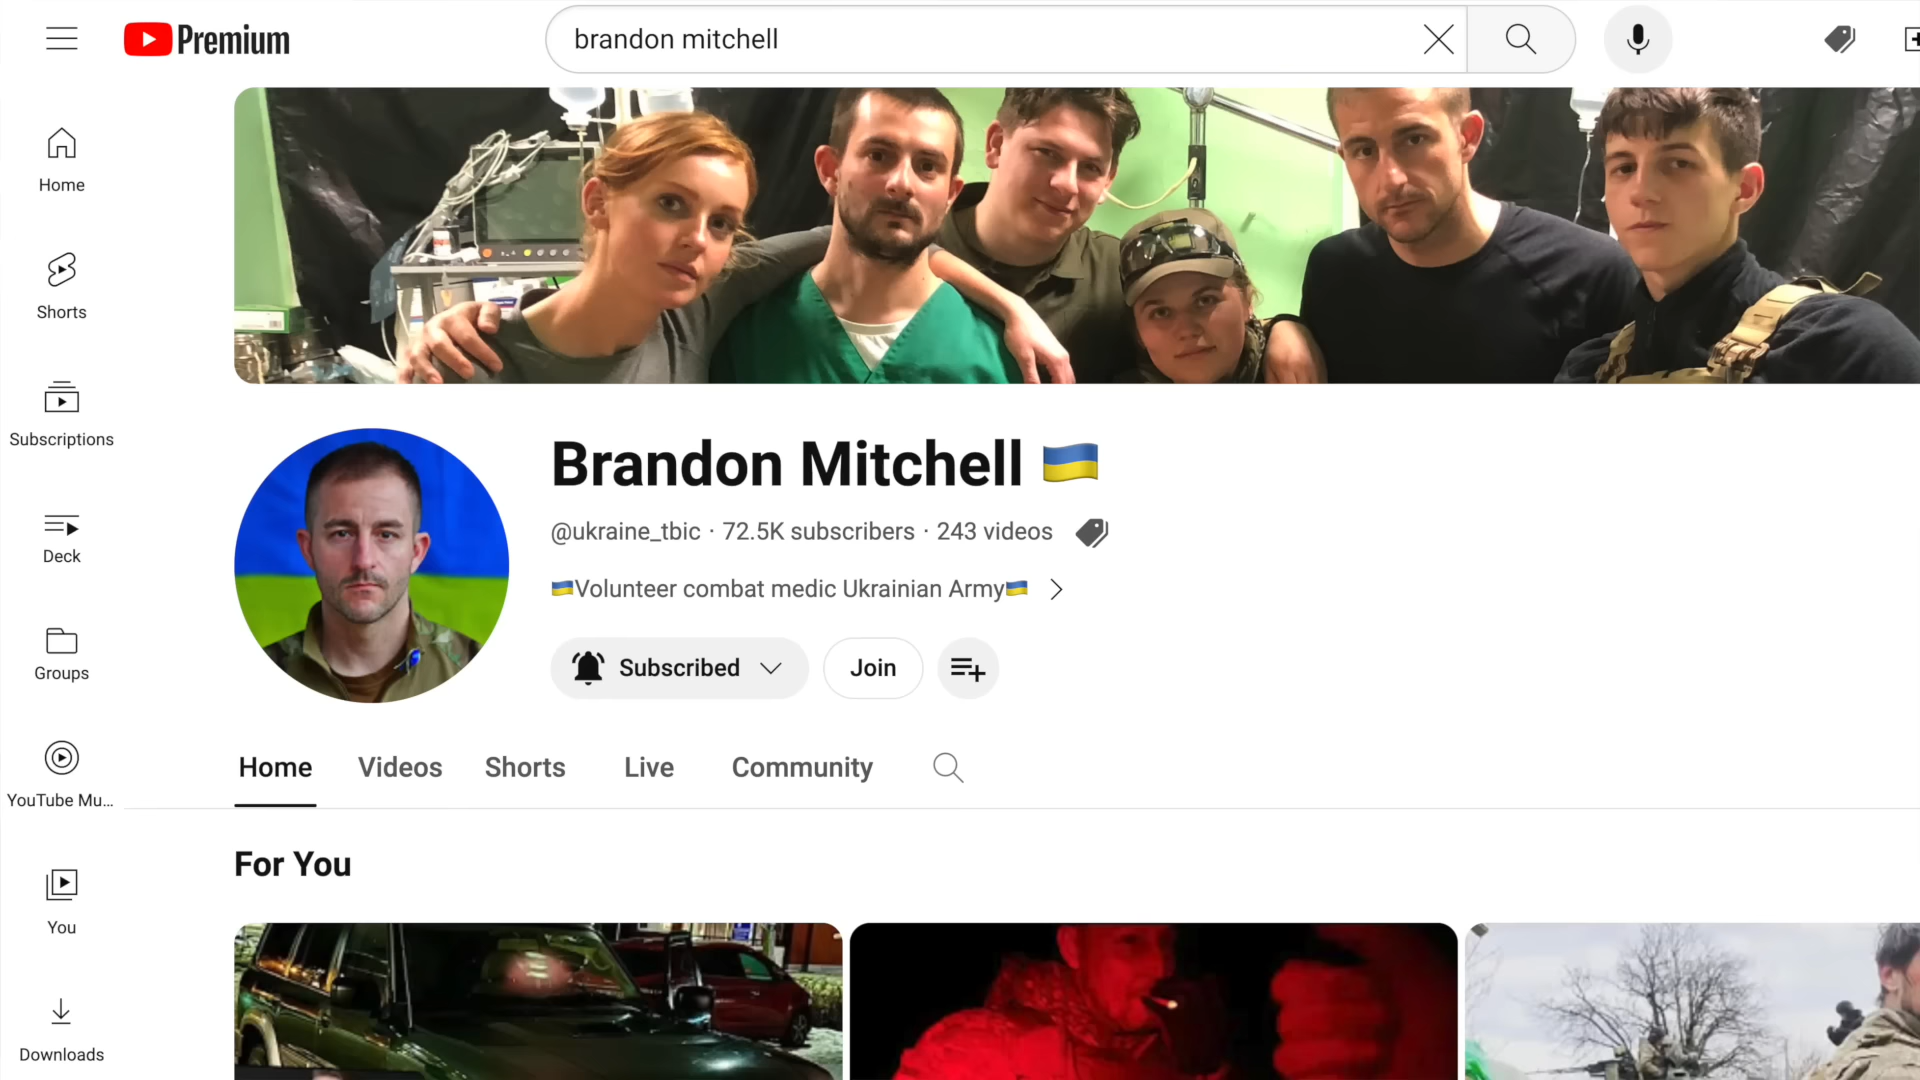 Premium
brandon mitchell
Home
Shorts
Subscriptions
Deck
Groups
YouTube Mu...
You
Downloads
Brandon Mitchell 🇺🇦
@ukraine_tbic · 72.5K subscribers · 243 videos
🇺🇦Volunteer combat medic Ukrainian Army🇺🇦
Subscribed
Join
Home Videos Shorts Live Community
For You